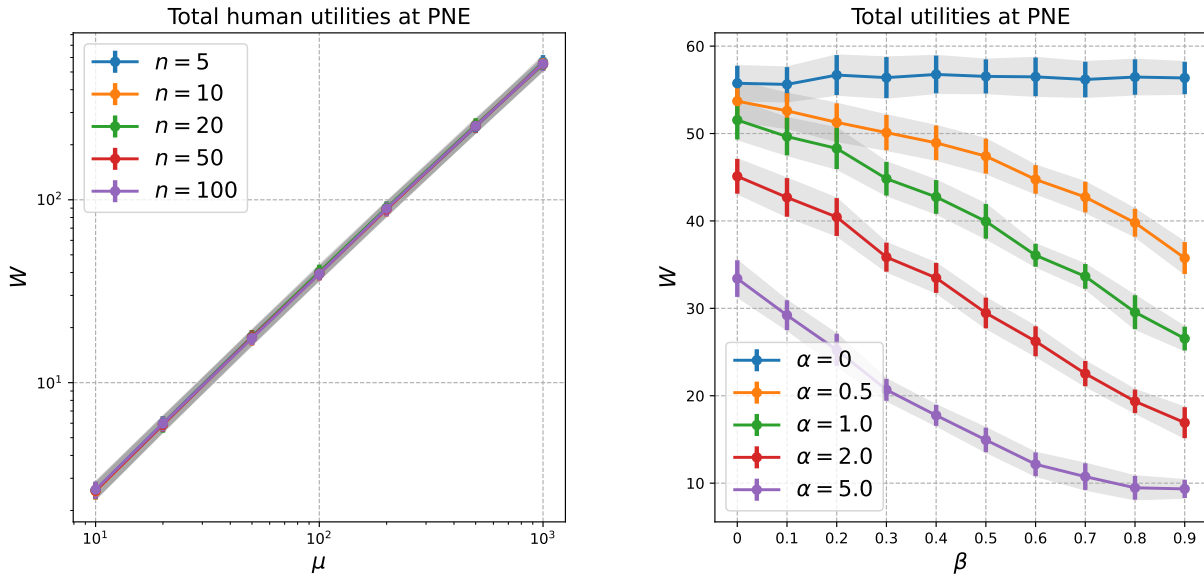 Total human utilities at PNE
n = 5
n = 10
n = 20
n = 50
n = 100
10²
10¹
W
10¹
10²
10³
μ
Total utilities at PNE
60
50
40
30
20
10
W
α = 0
α = 0.5
α = 1.0
α = 2.0
α = 5.0
0 0.1 0.2 0.3 0.4 0.5 0.6 0.7 0.8 0.9
β